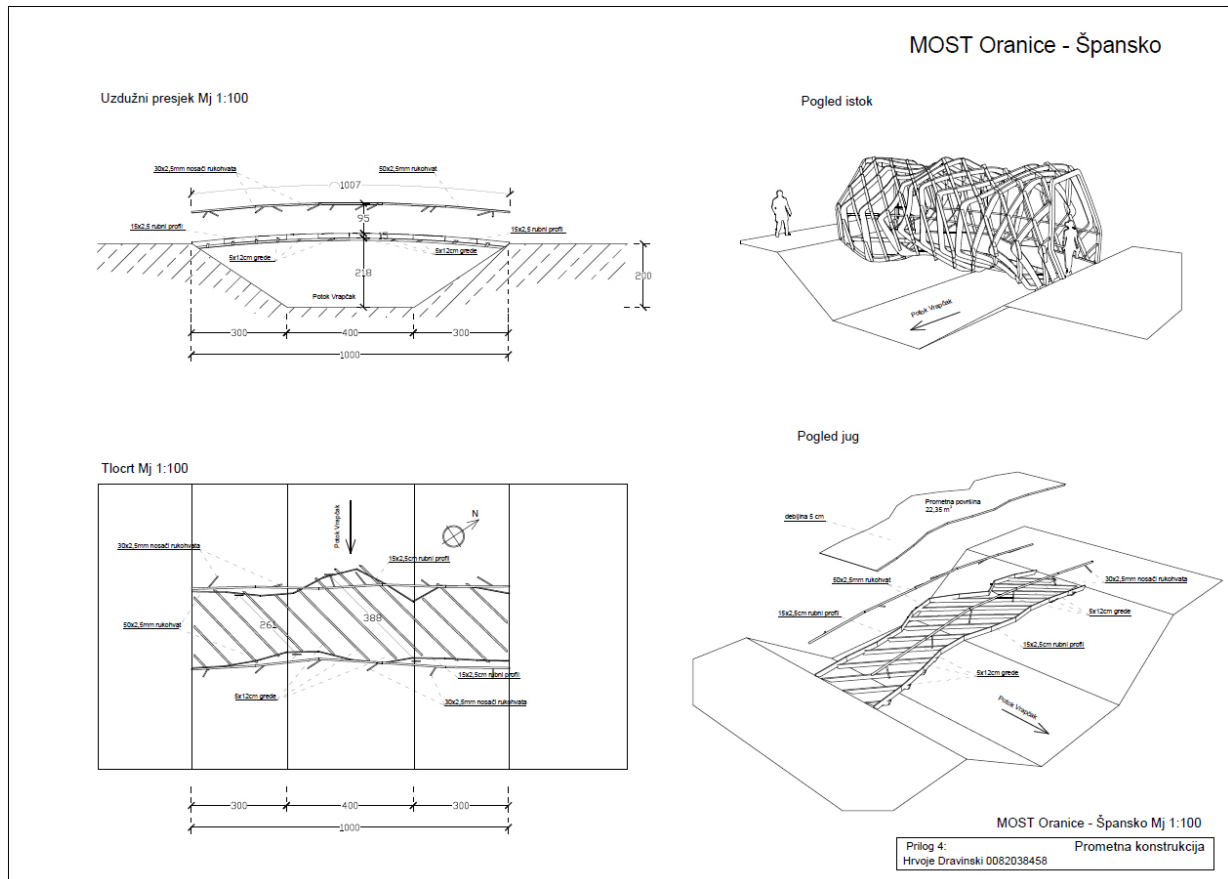 MOST Oranice - Špansko
Uzdužni presjek Mj 1:100
30x2,5mm nosači rukohvata
50x2,5mm rukohvat
1007
95
15x2,5 rubni profil
15
15x2,5 rubni profil
5x12cm grede
5x12cm grede
218
200
Potok Vrapčak
300
400
300
1000
Pogled istok
Potok Vrapčak
Tlocrt Mj 1:100
Potok Vrapčak
N
30x2,5mm nosači rukohvata
15x2,5cm rubni profil
50x2,5mm rukohvat
261
388
15x2,5cm rubni profil
5x12cm grede
30x2,5mm nosači rukohvata
300
400
300
1000
Pogled jug
Prometna površina
22,35 m²
debljina 5 cm
50x2,5mm rukohvat
30x2,5mm nosači rukohvata
15x2,5cm rubni profil
5x12cm grede
15x2,5cm rubni profil
5x12cm grede
Potok Vrapčak
MOST Oranice - Špansko Mj 1:100
Prilog 4: Prometna konstrukcija
Hrvoje Dravinski 0082038458